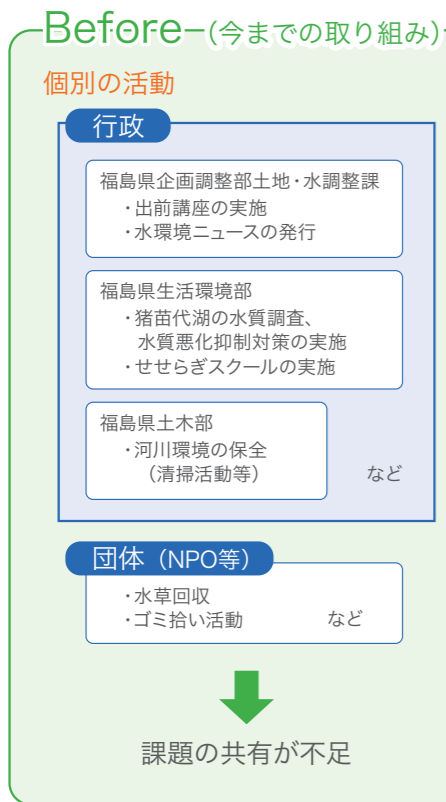 Before (今までの取り組み)
個別の活動
行政
福島県企画調整部土地・水調整課
・出前講座の実施
・水環境ニュースの発行
福島県生活環境部
・猪苗代湖の水質調査、
水質悪化抑制対策の実施
・せせらぎスクールの実施
福島県土木部
・河川環境の保全
（清掃活動等）
など
団体（NPO等）
・水草回収
・ゴミ拾い活動
など
課題の共有が不足